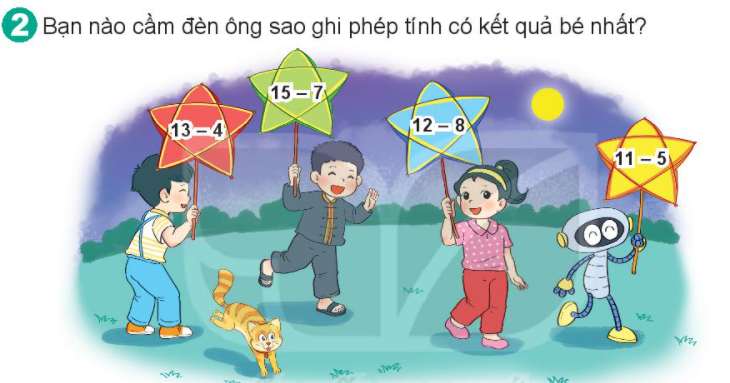 2 Bạn nào cầm đèn ông sao ghi phép tính có kết quả bé nhất?
13 – 4
15 – 7
12 – 8
11 – 5